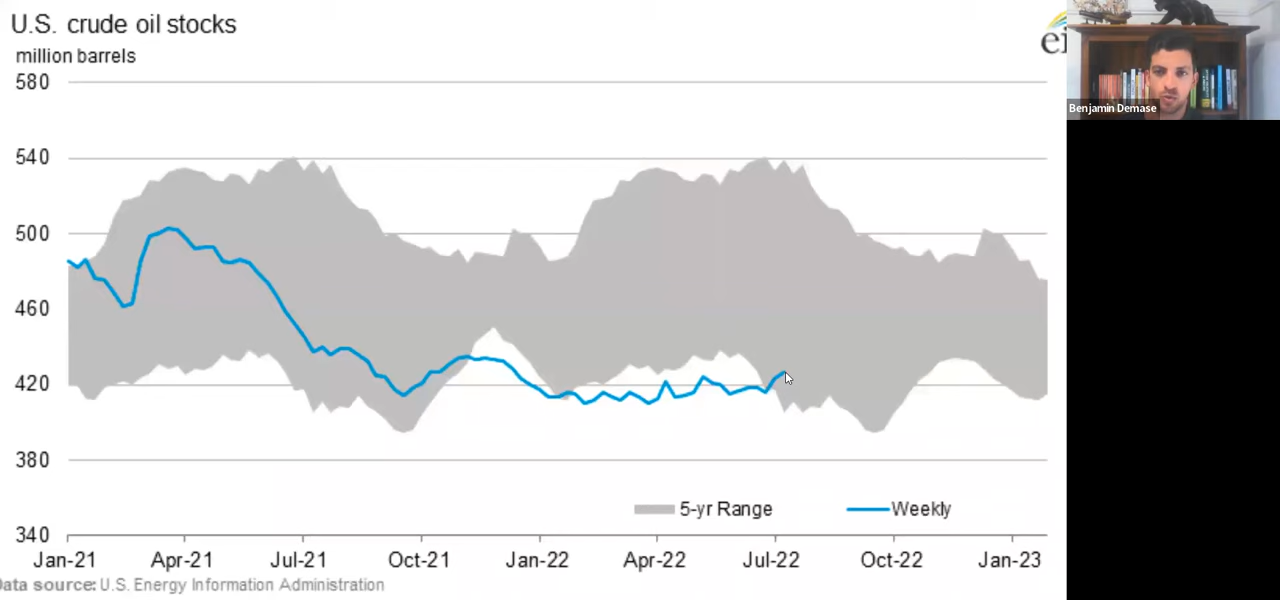 U.S. crude oil stocks
million barrels
ei
Benjamin Demase
580
540
500
460
420
380
340
5-yr Range
Weekly
Jan-21
Apr-21
Jul-21
Oct-21
Jan-22
Apr-22
Jul-22
Oct-22
Jan-23
Data source: U.S. Energy Information Administration